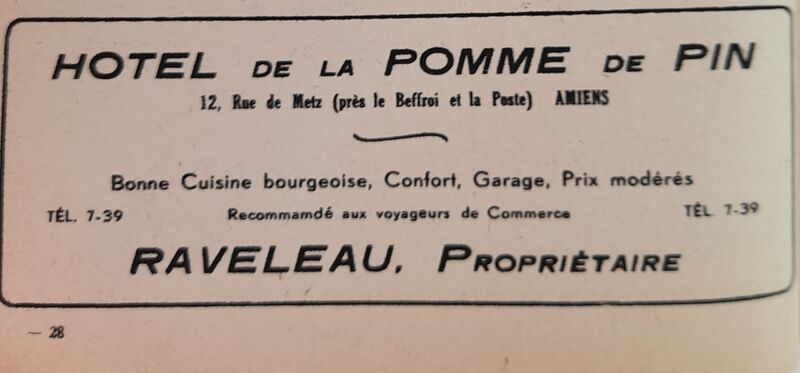 HOTEL DE LA POMME DE PIN
12, Rue de Metz (près le Beffroi et la Poste) AMIENS
Bonne Cuisine bourgeoise, Confort, Garage, Prix modérés
TÉL. 7-39 Recommamdé aux voyageurs de Commerce TÉL 7-39
RAVELEAU, PROPRIÉTAIRE
— 28